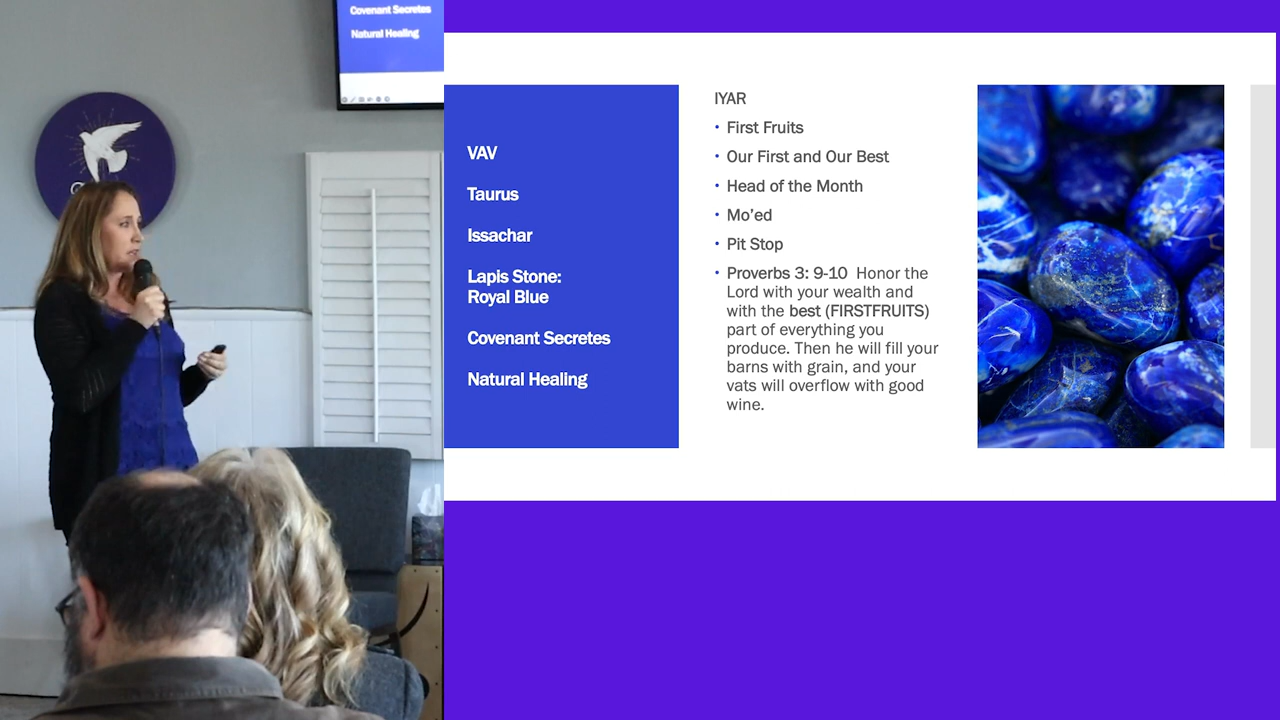 Covenant Secretes
Natural Healing
VAV
Taurus
Issachar
Lapis Stone:
Royal Blue
Covenant Secretes
Natural Healing
IYAR
• First Fruits
• Our First and Our Best
• Head of the Month
• Mo'ed
• Pit Stop
• Proverbs 3: 9-10 Honor the
Lord with your wealth and
with the best (FIRSTFRUITS)
part of everything you
produce. Then he will fill your
barns with grain, and your
vats will overflow with good
wine.